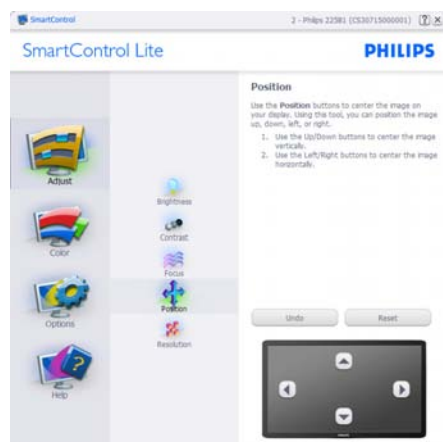 SmartControl
2 - Philips 225B1 (CS30715000001)
SmartControl Lite
PHILIPS
Adjust
Color
Options
Help
Brightness
Contrast
Focus
Position
Resolution
Position
Use the Position buttons to center the image on
your display. Using this tool, you can position the image
up, down, left, or right.
1. Use the Up/Down buttons to center the image
vertically.
2. Use the Left/Right buttons to center the image
horizontally.
Undo
Reset